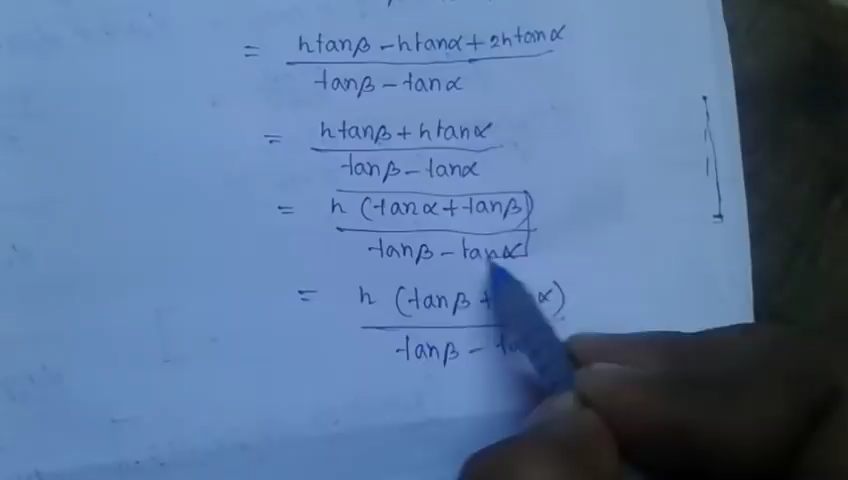 = htanβ - htanα + 2htanα
tanβ - tanα
= htanβ + htanα
tanβ - tanα
= h (tanα + tanβ)
tanβ - tanα
= h (tanβ + α)
tanβ -